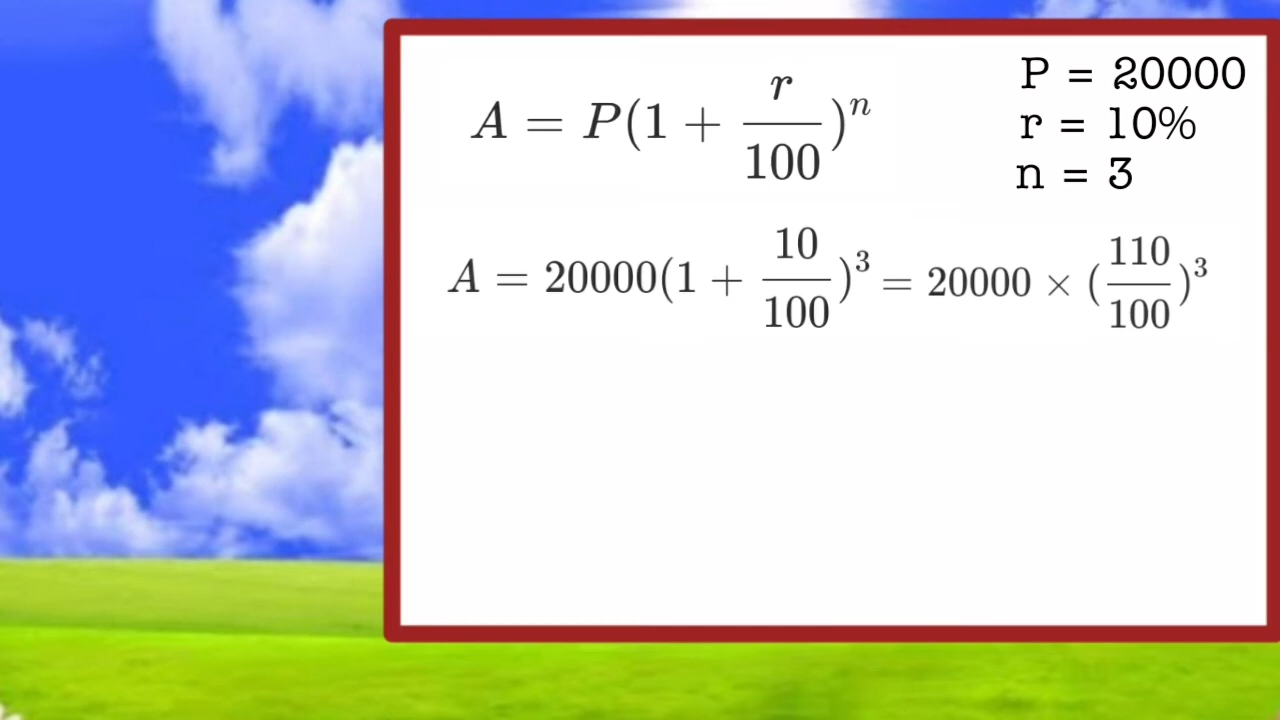 A = P(1 + r/100)^n
P = 20000
r = 10%
n = 3
A = 20000(1 + 10/100)^3 = 20000 × (110/100)^3